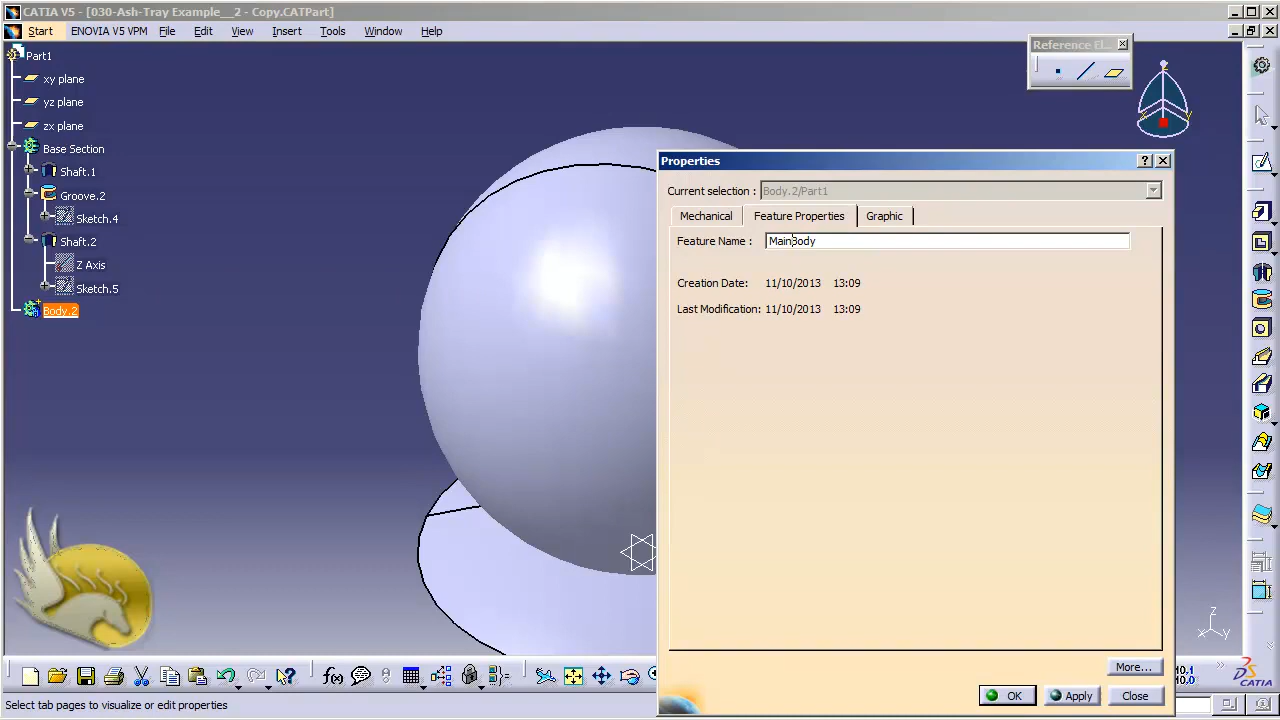 CATIA V5 - [030-Ash-Tray Example__2 - Copy.CATPart]
Start ENOVIA V5 VPM File Edit View Insert Tools Window Help
Part1
xy plane
yz plane
zx plane
Base Section
Shaft.1
Groove.2
Sketch.4
Shaft.2
Z Axis
Sketch.5
Body.2
Properties
Current selection : Body.2/Part1
Mechanical Feature Properties Graphic
Feature Name : MainBody
Creation Date: 11/10/2013 13:09
Last Modification: 11/10/2013 13:09
More...
OK Apply Close
z
x y
CATIA
Select tab pages to visualize or edit properties